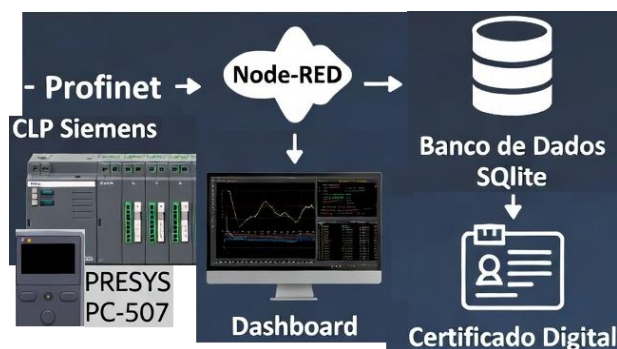 - Profinet →
Node-RED
CLP Siemens
Banco de Dados
SQlite
PRESYS
PC-507
Dashboard
Certificado Digital